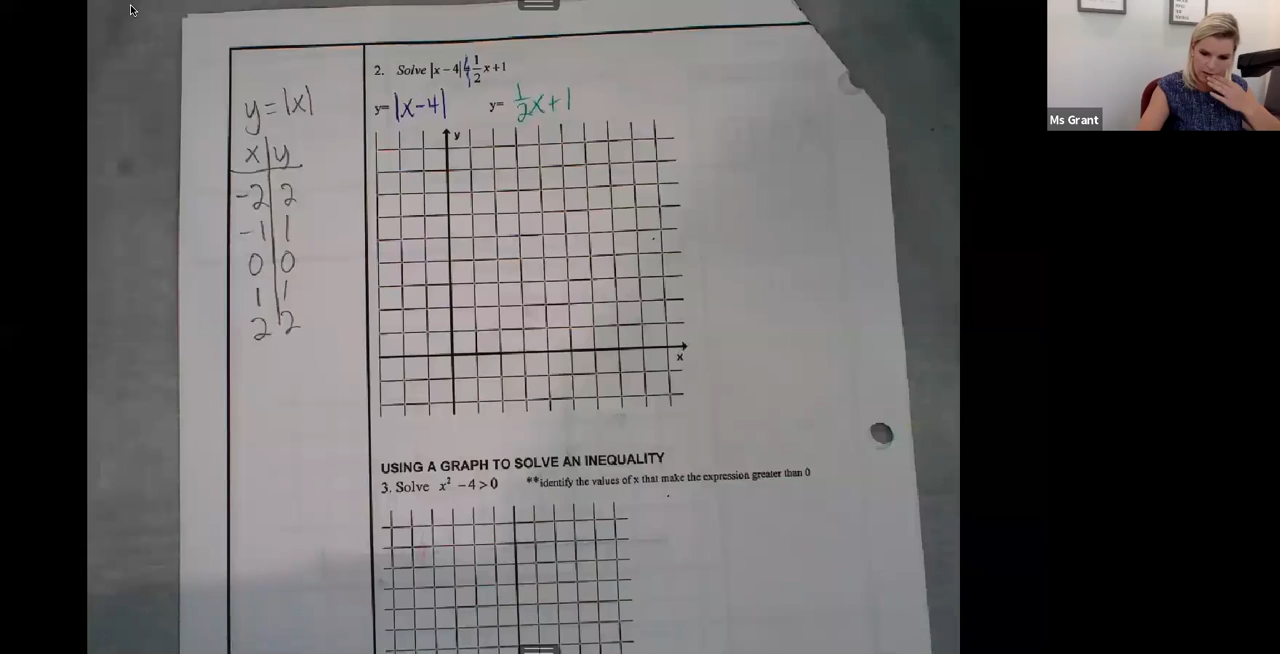 2. Solve |x-4| = 1/2 x+1
y= |x-4| y= 1/2 x+1
y=|x|
x y
-2 2
-1 1
0 0
1 1
2 2
y
x
USING A GRAPH TO SOLVE AN INEQUALITY
3. Solve x² -4>0 **identify the values of x that make the expression greater than 0
Ms Grant